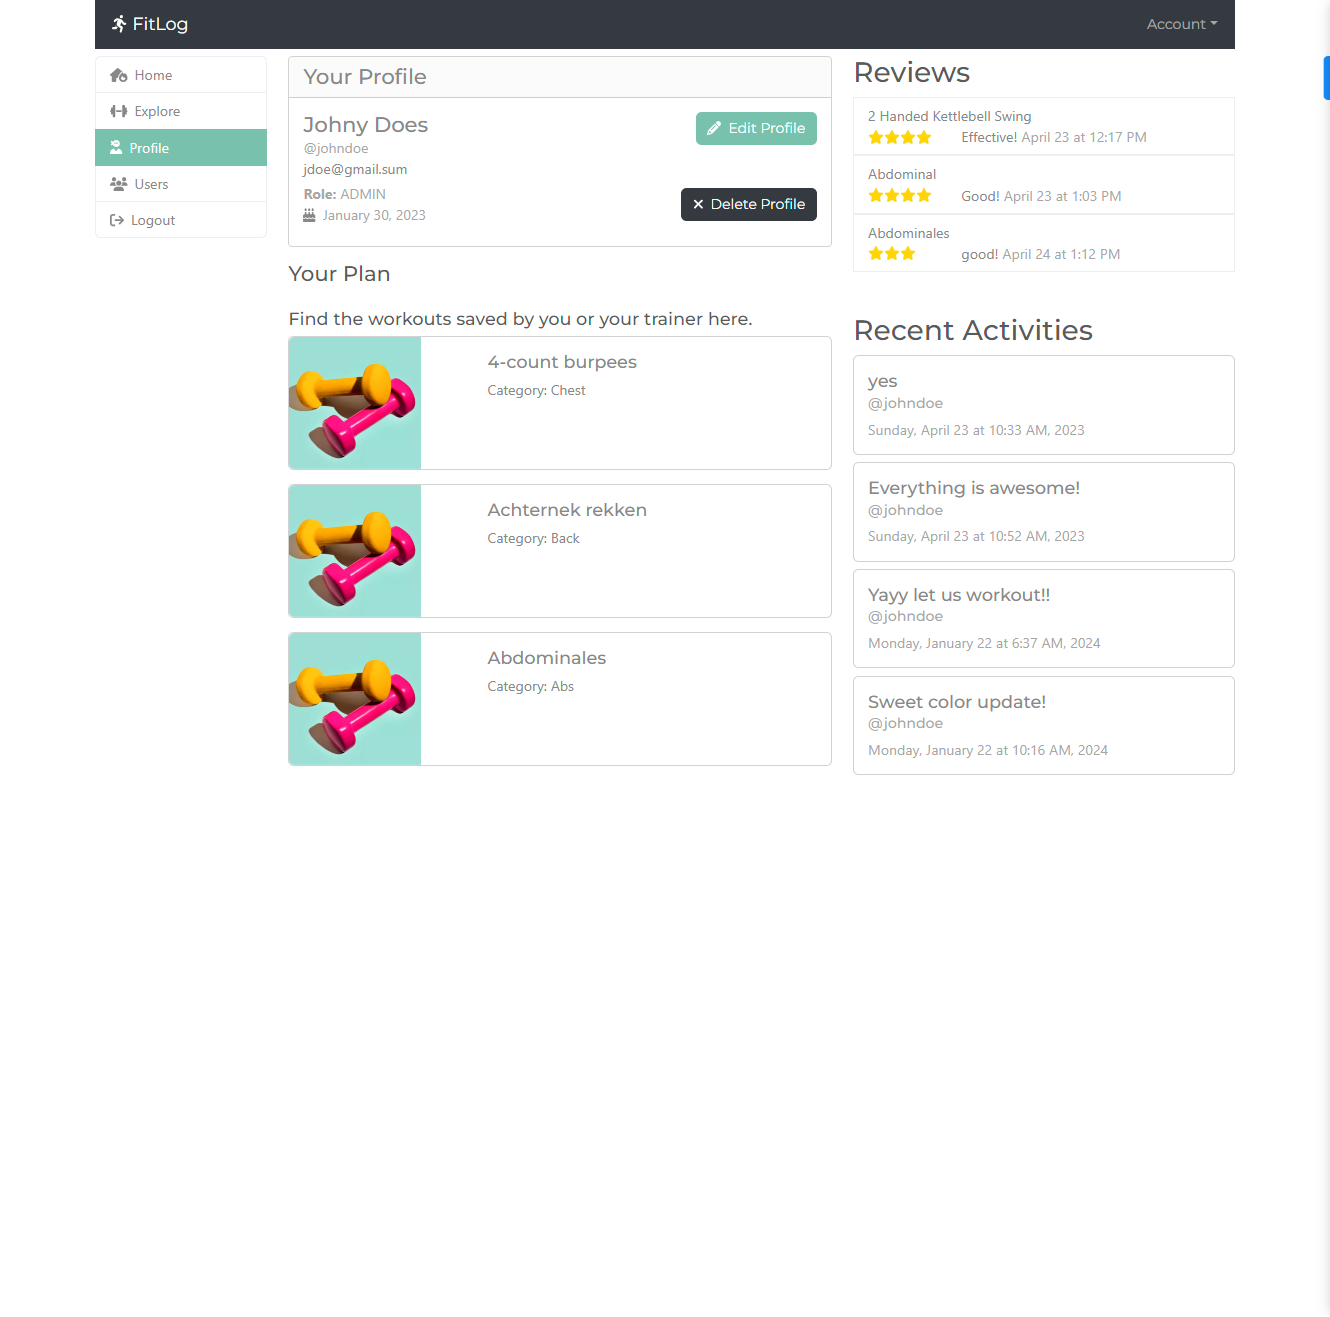 FitLog
Account
Home
Explore
Profile
Users
Logout
Your Profile
Johny Does
@johndoe
jdoe@gmail.sum
Role: ADMIN
January 30, 2023
Edit Profile
Delete Profile
Your Plan
Find the workouts saved by you or your trainer here.
4-count burpees
Category: Chest
Achternek rekken
Category: Back
Abdominales
Category: Abs
Reviews
2 Handed Kettlebell Swing
Effective! April 23 at 12:17 PM
Abdominal
Good! April 23 at 1:03 PM
Abdominales
good! April 24 at 1:12 PM
Recent Activities
yes
@johndoe
Sunday, April 23 at 10:33 AM, 2023
Everything is awesome!
@johndoe
Sunday, April 23 at 10:52 AM, 2023
Yayy let us workout!!
@johndoe
Monday, January 22 at 6:37 AM, 2024
Sweet color update!
@johndoe
Monday, January 22 at 10:16 AM, 2024